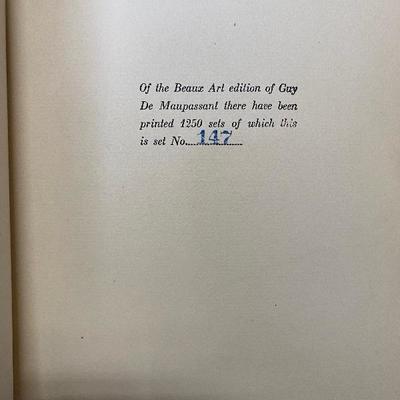 Of the Beaux Art edition of Guy
De Maupassant there have been
printed 1250 sets of which this
is set No....147........